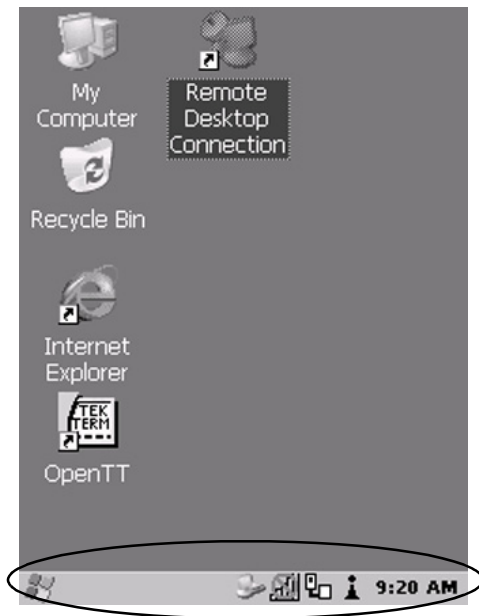 My
Computer
Remote
Desktop
Connection
Recycle Bin
Internet
Explorer
TEK
TERM
OpenTT
9:20 AM